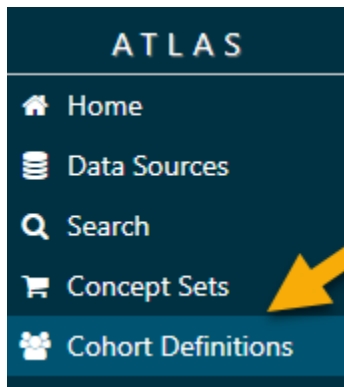 ATLAS
Home
Data Sources
Search
Concept Sets
Cohort Definitions